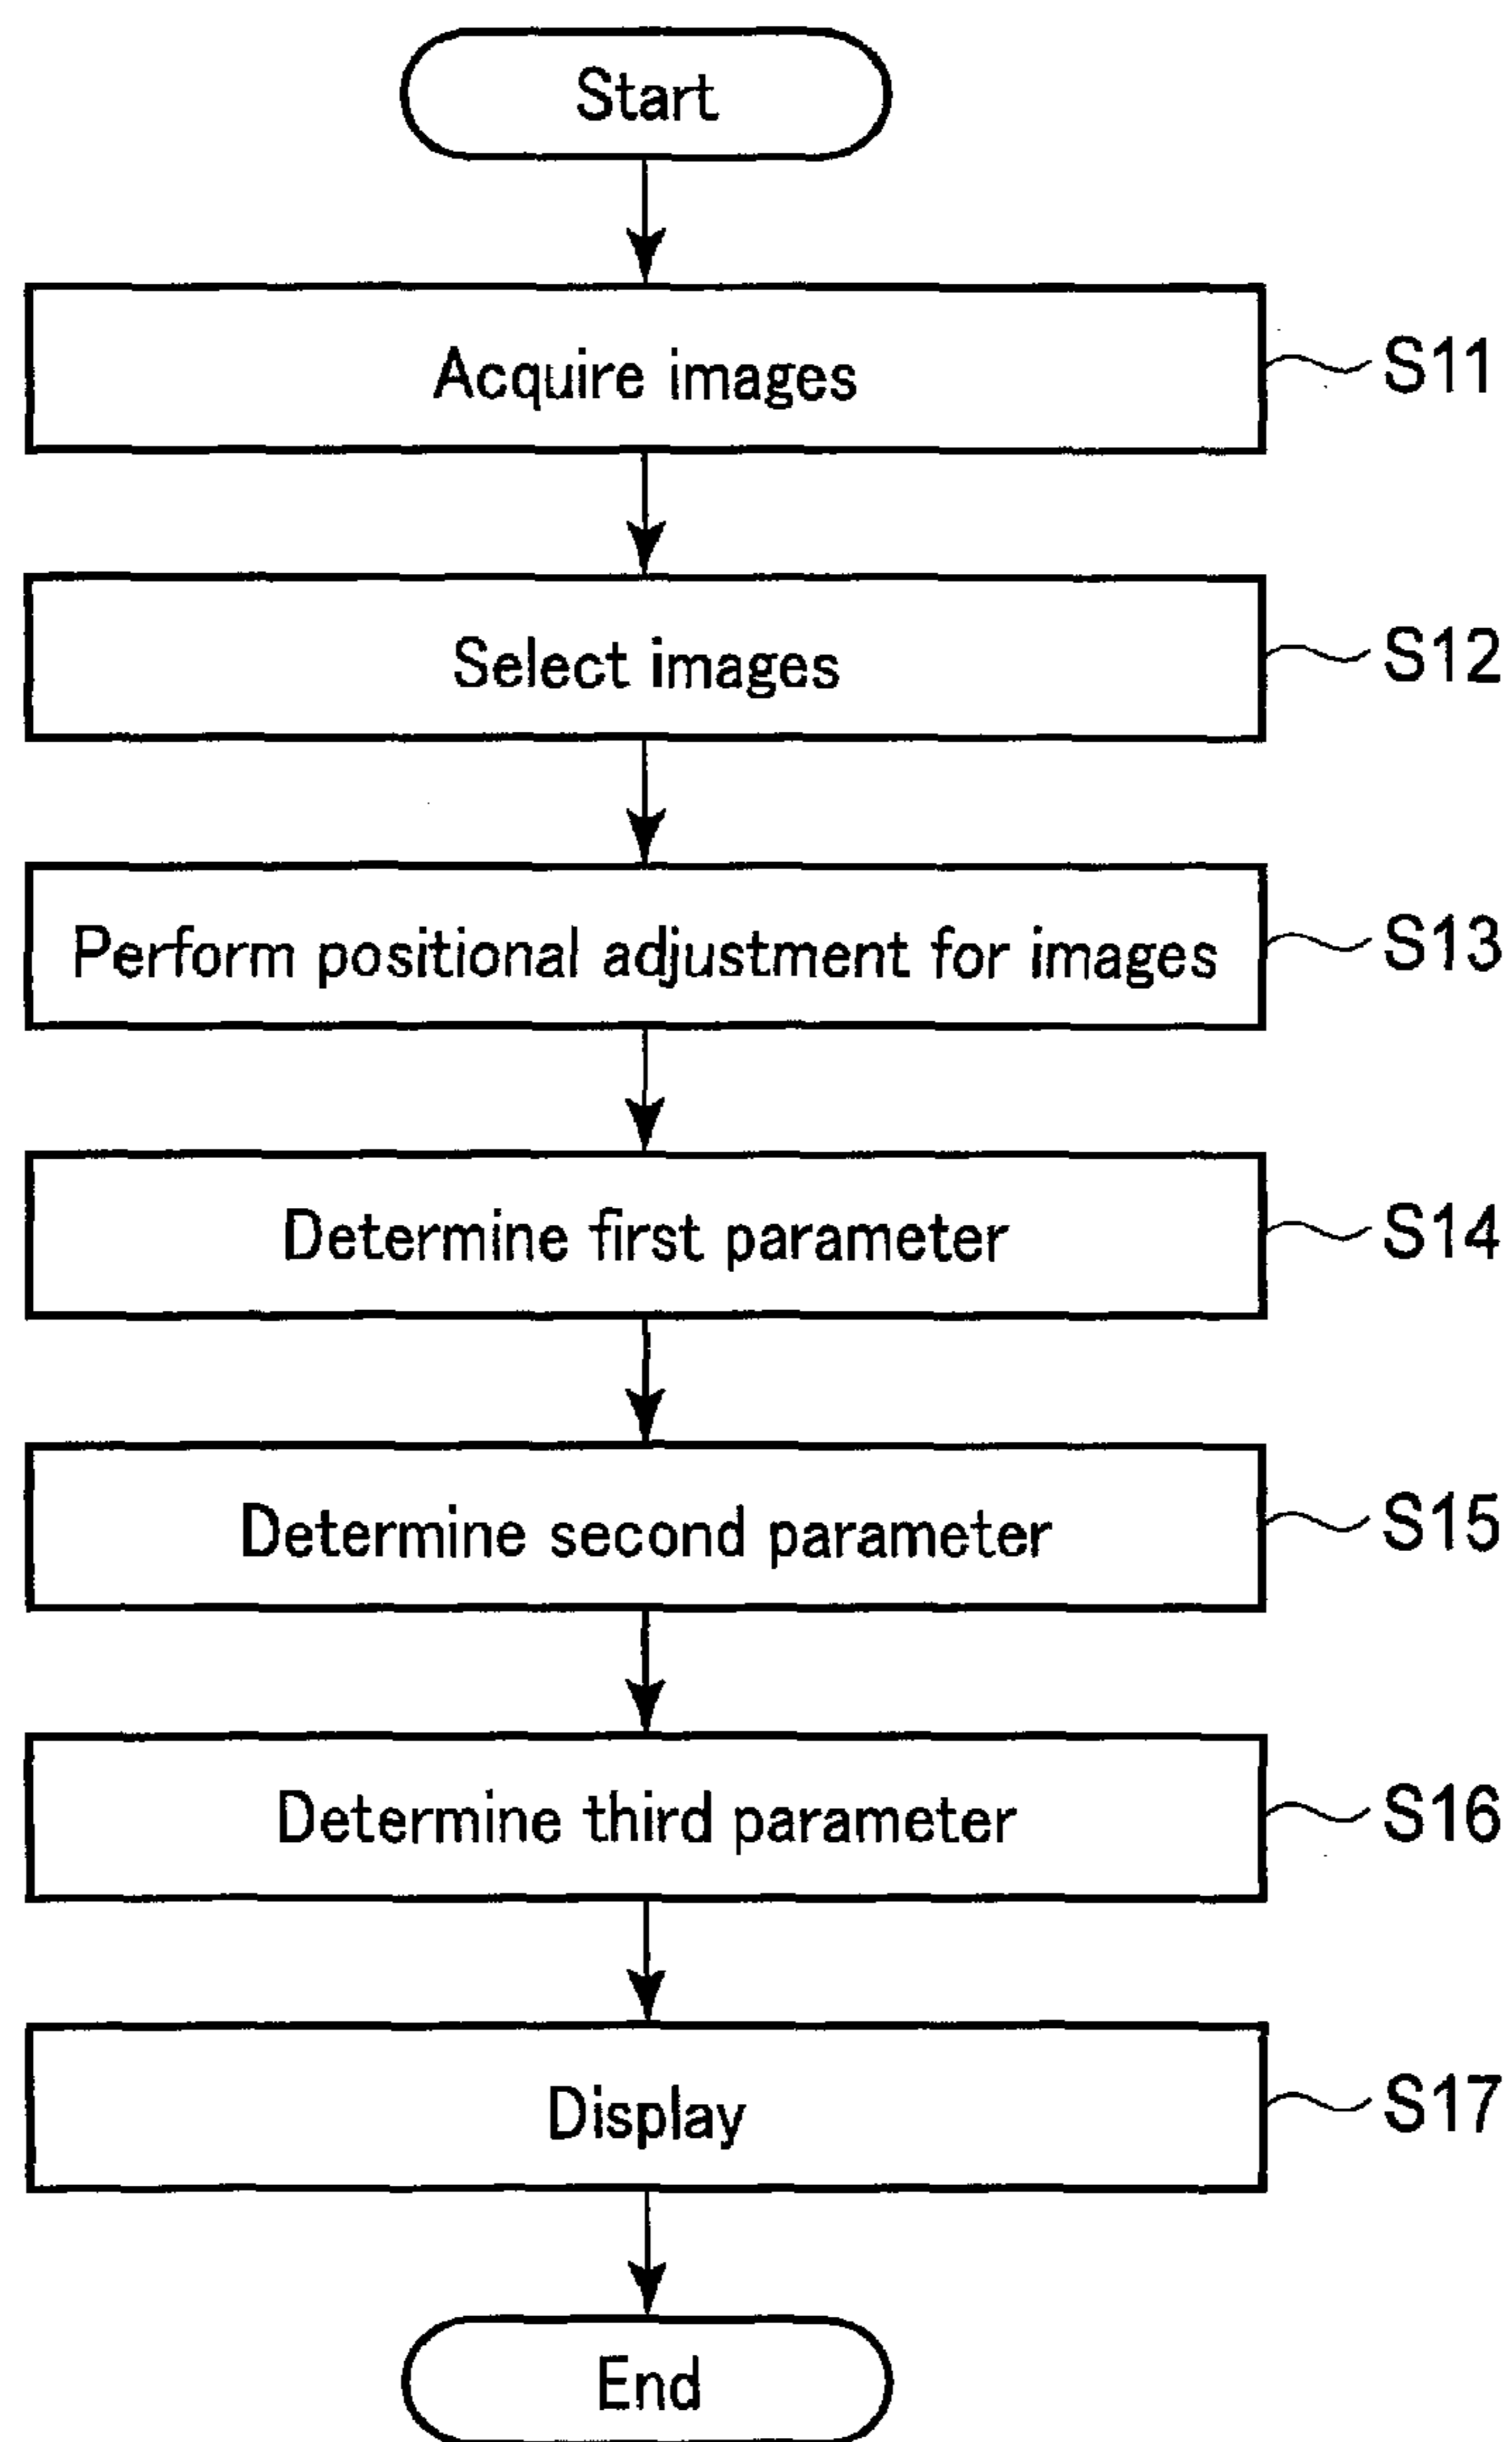 Start
Acquire images S11
Select images S12
Perform positional adjustment for images S13
Determine first parameter S14
Determine second parameter S15
Determine third parameter S16
Display S17
End